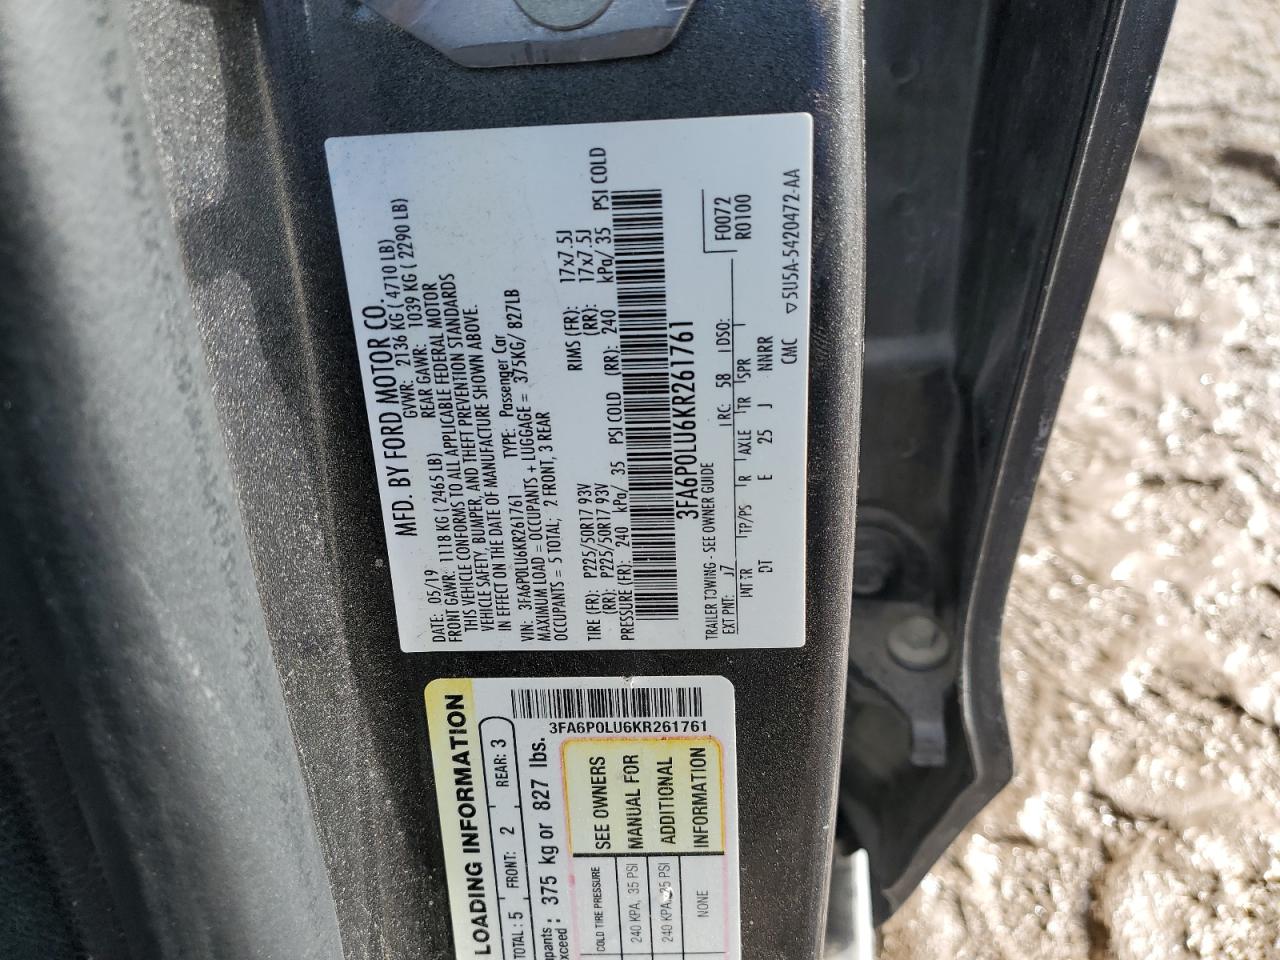 MFD. BY FORD MOTOR CO.
DATE: 05/19 GVWR: 2136 KG ( 4710 LB)
FRONT GAWR: 1118 KG ( 2465 LB) REAR GAWR: 1039 KG ( 2290 LB)
THIS VEHICLE CONFORMS TO ALL APPLICABLE FEDERAL MOTOR
VEHICLE SAFETY, BUMPER, AND THEFT PREVENTION STANDARDS
IN EFFECT ON THE DATE OF MANUFACTURE SHOWN ABOVE.
VIN: 3FA6P0LU6KR261761 TYPE: Passenger Car
MAXIMUM LOAD = OCCUPANTS + LUGGAGE = 375KG/ 827LB
OCCUPANTS = 5 TOTAL; 2 FRONT, 3 REAR
TIRE (FR): P225/50R17 93V RIMS (FR): 17x7.5J
(RR): P225/50R17 93V (RR): 17x7.5J
PRESSURE (FR): 240 kPa/ 35 PSI COLD (RR): 240 kPa/ 35 PSI COLD
3FA6P0LU6KR261761
TRAILER TOWING - SEE OWNER GUIDE
F0072
R0100
EXT PNT: J7 RC: 58 DSO:
INT TR TP/PS R AXLE TR SPR
DT E 25 J NNRR
CMC
5U5A-5420472-AA
LOADING INFORMATION
3FA6P0LU6KR261761
TOTAL : 5 FRONT: 2 REAR: 3
pants : 375 kg or 827 lbs.
xceed
COLD TIRE PRESSURE
240 KPA, 35 PSI
240 KPA, 35 PSI
NONE
SEE OWNERS
MANUAL FOR
ADDITIONAL
INFORMATION